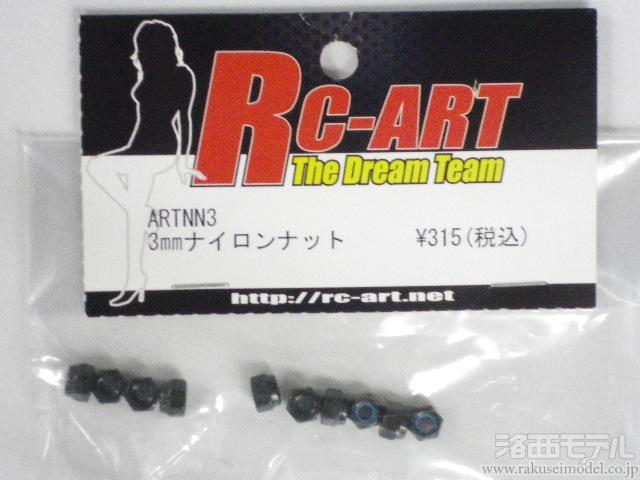 RC-ART
The Dream Team
ARTNN3
3mmナイロンナット ¥315(税込)
http://rc-art.net
洛西モデル
www.rakuseimodel.co.jp